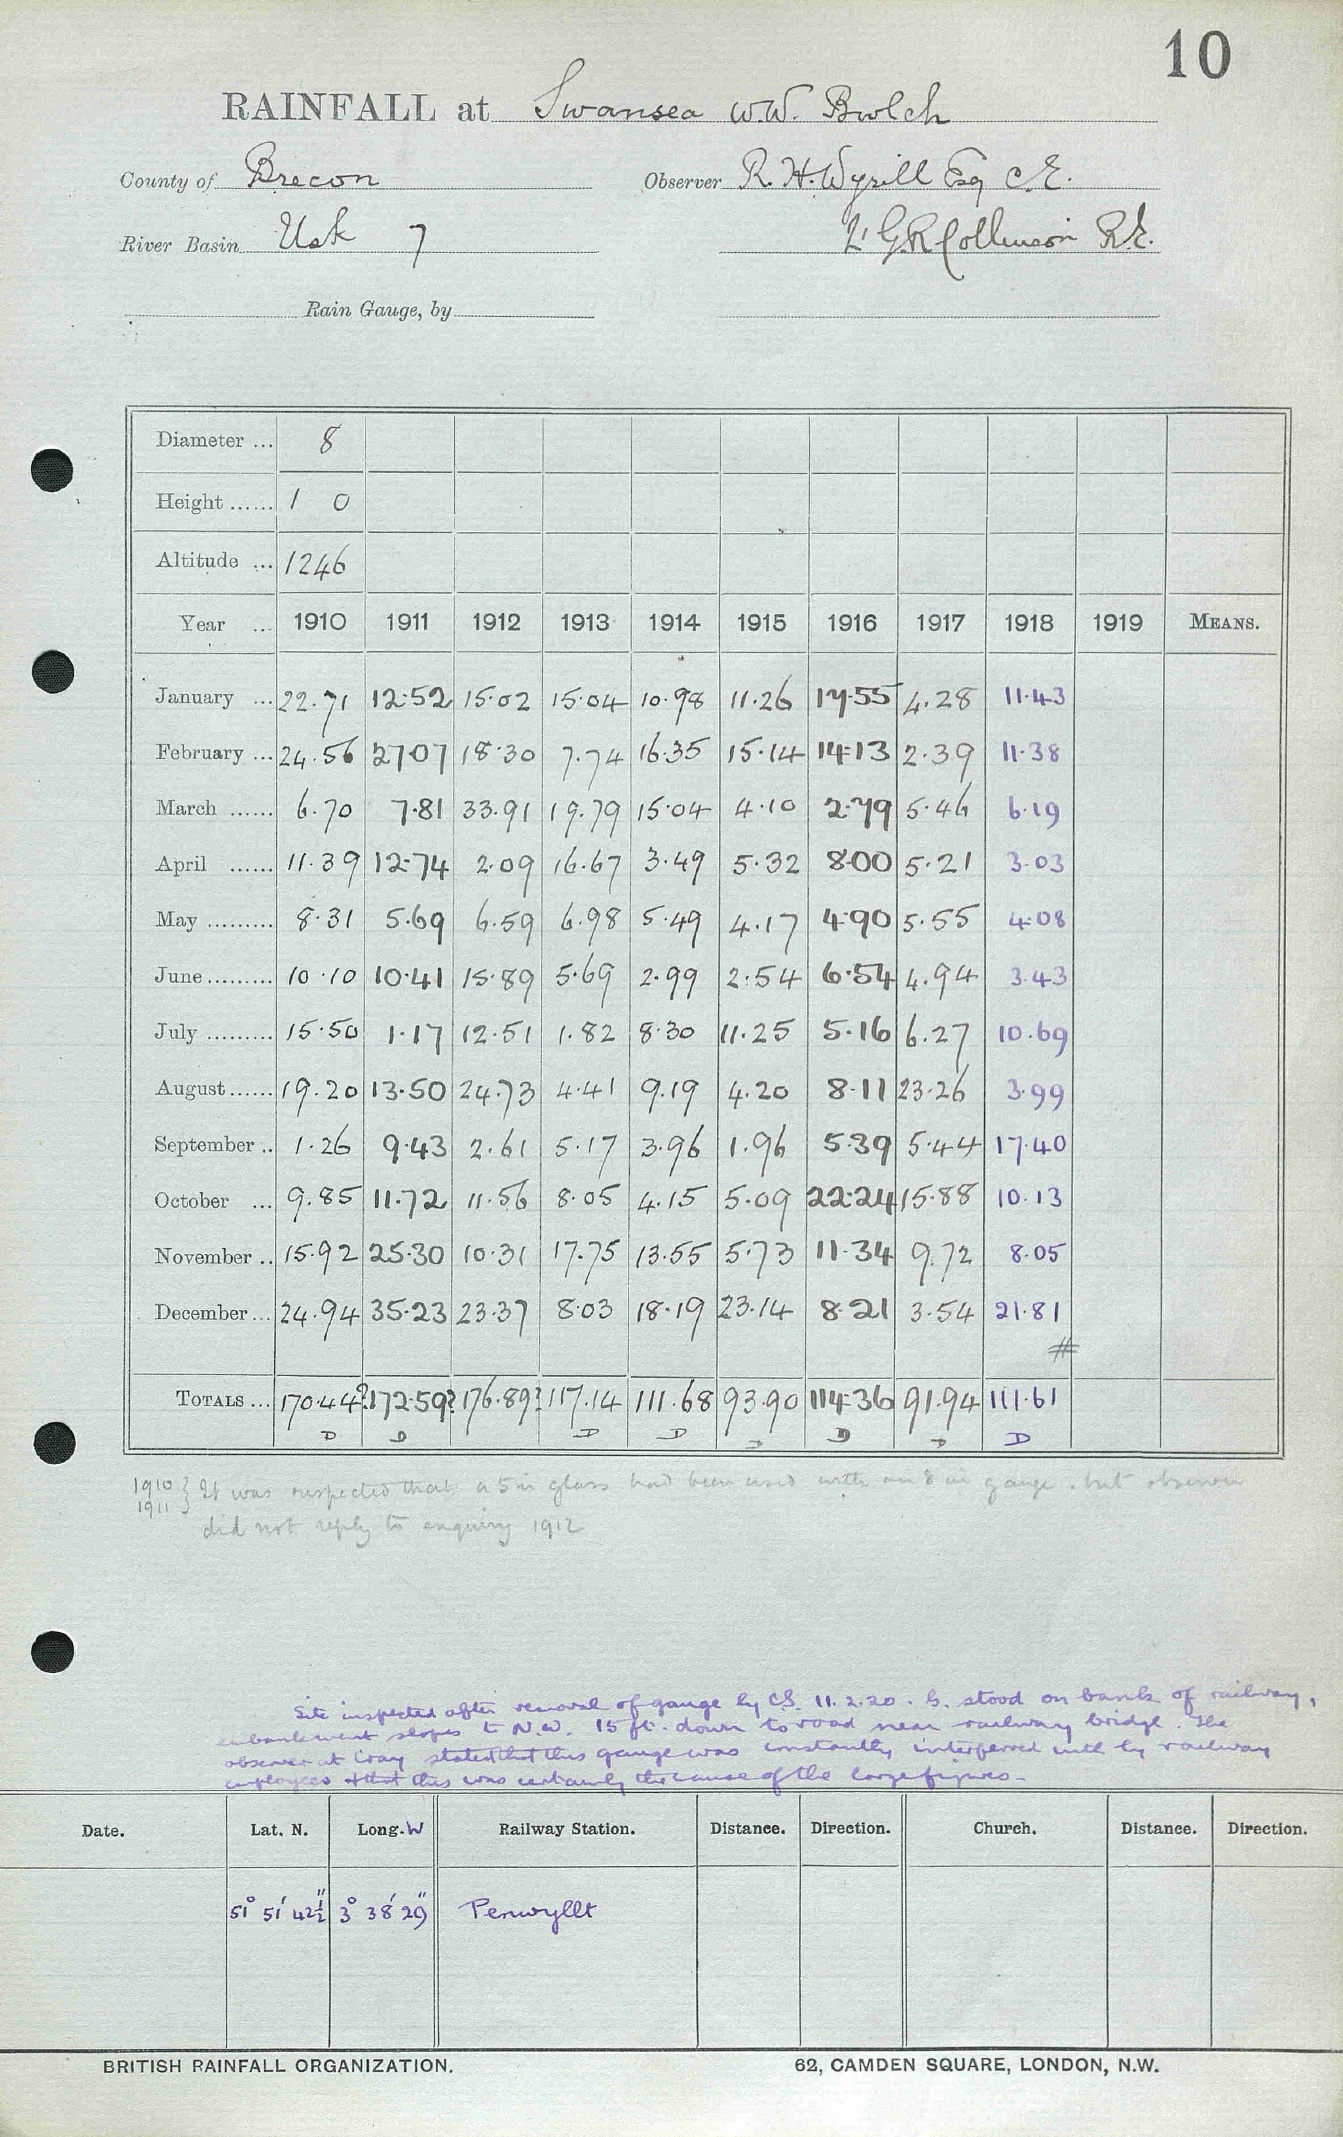 10
RAINFALL at Swansea W.W. Bwlch
County of Brecon Observer R. H. Wyrill Esq C.E.
River Basin Usk 7 Lt G.R. Collinson R.E.
Rain Gauge, by
Diameter ... 8
Height ...... 1 0
Altitude ... 1246
Year ... 1910 1911 1912 1913 1914 1915 1916 1917 1918 1919 MEANS.
January ... 22.71 12.52 15.02 15.04 10.98 11.26 17.55 4.28 11.43
February ... 24.56 27.07 18.30 7.74 16.35 15.14 14.13 2.39 11.38
March ...... 6.70 7.81 33.91 19.79 15.04 4.10 2.79 5.46 6.19
April ...... 11.39 12.74 2.09 16.67 3.49 5.32 8.00 5.21 3.03
May ......... 8.31 5.69 6.59 6.98 5.49 4.17 4.90 5.55 4.08
June ......... 10.10 10.41 15.89 5.69 2.99 2.54 6.54 4.94 3.43
July ......... 15.50 1.17 12.51 1.82 8.30 11.25 5.16 6.27 10.69
August ...... 19.20 13.50 24.73 4.41 9.19 4.20 8.11 23.26 3.99
September .. 1.26 9.43 2.61 5.17 3.96 1.96 5.39 5.44 17.40
October ... 9.85 11.72 11.56 8.05 4.15 5.09 22.24 15.88 10.13
November .. 15.92 25.30 10.31 17.75 13.55 5.73 11.34 9.72 8.05
December ... 24.94 35.23 23.37 8.03 18.19 23.14 8.21 3.54 21.81
#
TOTALS ... 170.44? 172.59? 176.89? 117.14 111.68 93.90 114.36 91.94 111.61
D D D D D D D D
1910 } It was suspected that a 5 in glass had been used with an 8 in gauge, but observer
1911 } did not reply to enquiry 1912
Site inspected after removal of gauge by C.S. 11.2.20. G. stood on bank of railway,
embankment slopes to N.W. 15 ft. down to road near railway bridge. The
observer at Cray stated that this gauge was constantly interferred with by railway
employees & that this was certainly the cause of the large figures.
Date. Lat. N. Long. W Railway Station. Distance. Direction. Church. Distance. Direction.
51° 51' 42½" 3° 38' 29" Penwyllt
BRITISH RAINFALL ORGANIZATION. 62, CAMDEN SQUARE, LONDON, N.W.